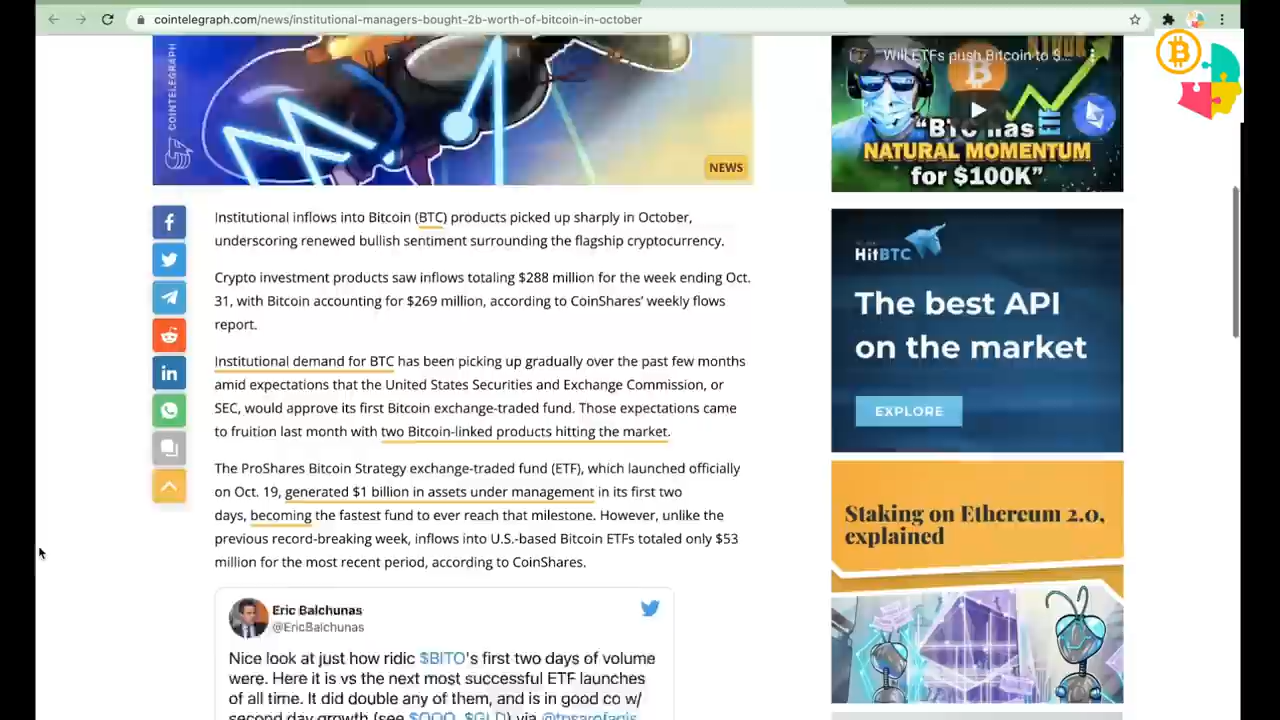 cointelegraph.com/news/institutional-managers-bought-2b-worth-of-bitcoin-in-october
COINTELEGRAPH
NEWS
Will ETFs push Bitcoin to $...
"BTC has
ETF
NATURAL MOMENTUM
for $100K"
Institutional inflows into Bitcoin (BTC) products picked up sharply in October,
underscoring renewed bullish sentiment surrounding the flagship cryptocurrency.
Crypto investment products saw inflows totaling $288 million for the week ending Oct.
31, with Bitcoin accounting for $269 million, according to CoinShares' weekly flows
report.
Institutional demand for BTC has been picking up gradually over the past few months
amid expectations that the United States Securities and Exchange Commission, or
SEC, would approve its first Bitcoin exchange-traded fund. Those expectations came
to fruition last month with two Bitcoin-linked products hitting the market.
The ProShares Bitcoin Strategy exchange-traded fund (ETF), which launched officially
on Oct. 19, generated $1 billion in assets under management in its first two
days, becoming the fastest fund to ever reach that milestone. However, unlike the
previous record-breaking week, inflows into U.S.-based Bitcoin ETFs totaled only $53
million for the most recent period, according to CoinShares.
Eric Balchunas
@EricBalchunas
Nice look at just how ridic $BITO's first two days of volume
were. Here it is vs the next most successful ETF launches
of all time. It did double any of them, and is in good co w/
second day growth (see $QQQ, $GLD) via @tpsarofagis
HitBTC
The best API
on the market
EXPLORE
Staking on Ethereum 2.0,
explained